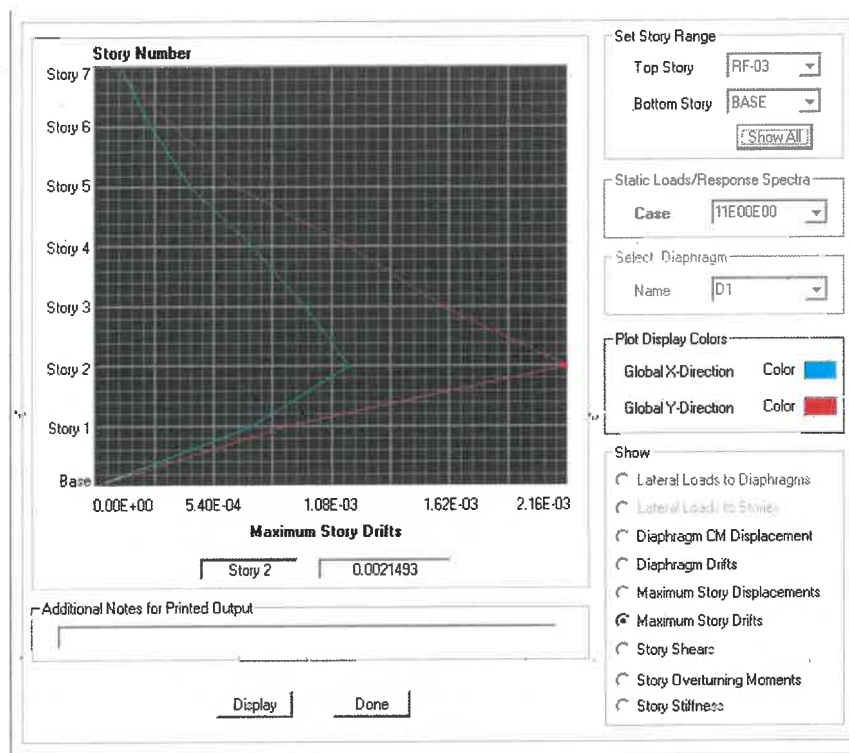 Story Number
Story 7
Story 6
Story 5
Story 4
Story 3
Story 2
Story 1
Base
0.00E+00 5.40E-04 1.08E-03 1.62E-03 2.16E-03
Maximum Story Drifts
Story 2 0.0021493
Additional Notes for Printed Output
Display Done
Set Story Range
Top Story RF-03
Bottom Story BASE
Show All
Static Loads/Response Spectra
Case 11E00E00
Select Diaphragm
Name D1
Plot Display Colors
Global X-Direction Color
Global Y-Direction Color
Show
Lateral Loads to Diaphragms
Lateral Loads to Stories
Diaphragm CM Displacement
Diaphragm Drifts
Maximum Story Displacements
Maximum Story Drifts
Story Shears
Story Overturning Moments
Story Stiffness